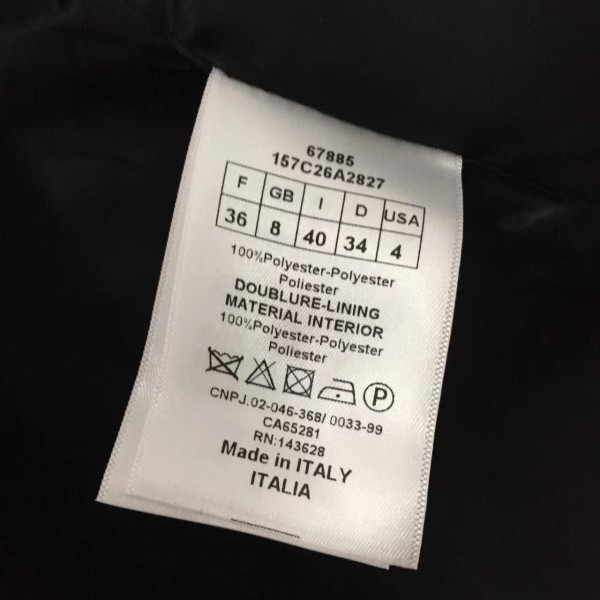 67885
157C26A2827
F GB I D USA
36 8 40 34 4
100%Polyester-Polyester
Poliester
DOUBLURE-LINING
MATERIAL INTERIOR
100%Polyester-Polyester
Poliester
P
CNPJ.02-046-368/ 0033-99
CA65281
RN:143628
Made in ITALY
ITALIA